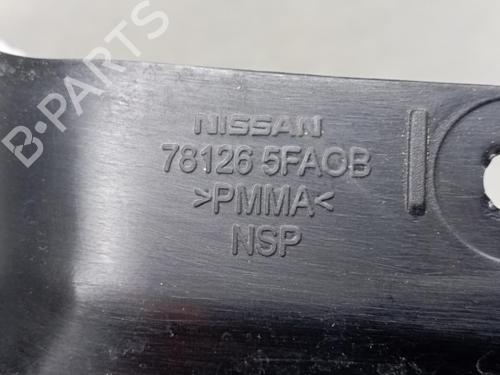 NISSAN
78126 5FA0B
>PMMA<
NSP
B-PARTS